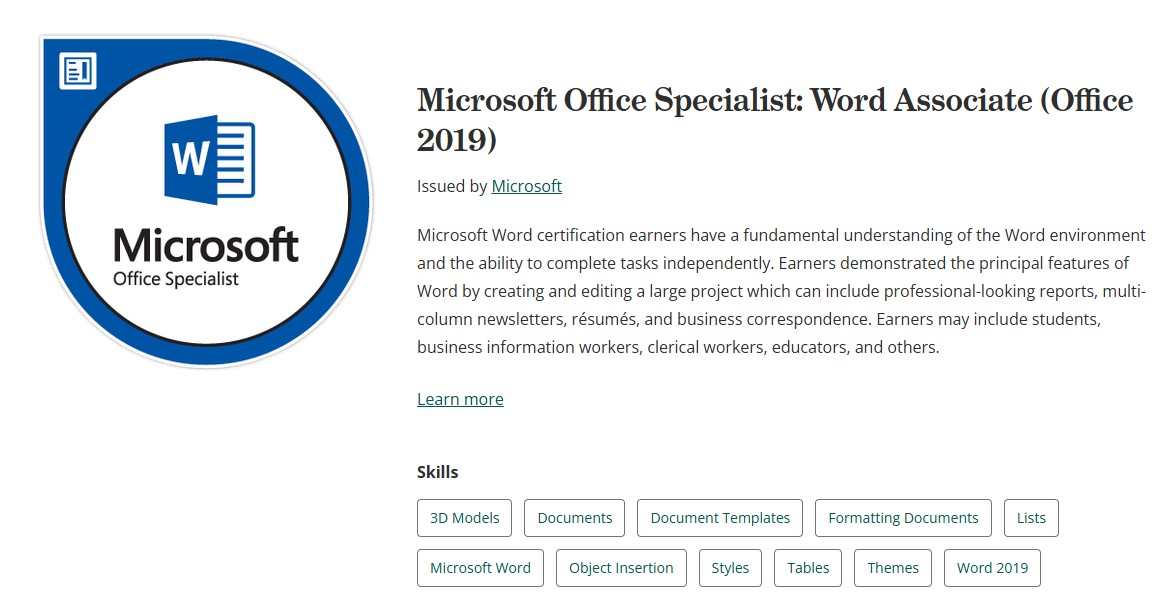 W
Microsoft
Office Specialist
Microsoft Office Specialist: Word Associate (Office
2019)
Issued by Microsoft
Microsoft Word certification earners have a fundamental understanding of the Word environment
and the ability to complete tasks independently. Earners demonstrated the principal features of
Word by creating and editing a large project which can include professional-looking reports, multi-
column newsletters, résumés, and business correspondence. Earners may include students,
business information workers, clerical workers, educators, and others.
Learn more
Skills
3D Models Documents Document Templates Formatting Documents Lists
Microsoft Word Object Insertion Styles Tables Themes Word 2019